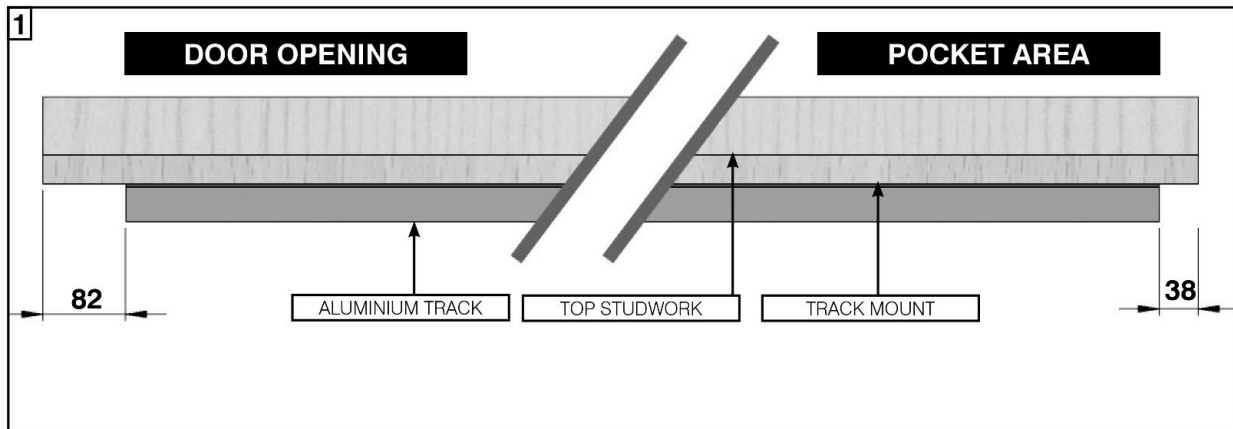 1
DOOR OPENING
POCKET AREA
82
ALUMINIUM TRACK
TOP STUDWORK
TRACK MOUNT
38